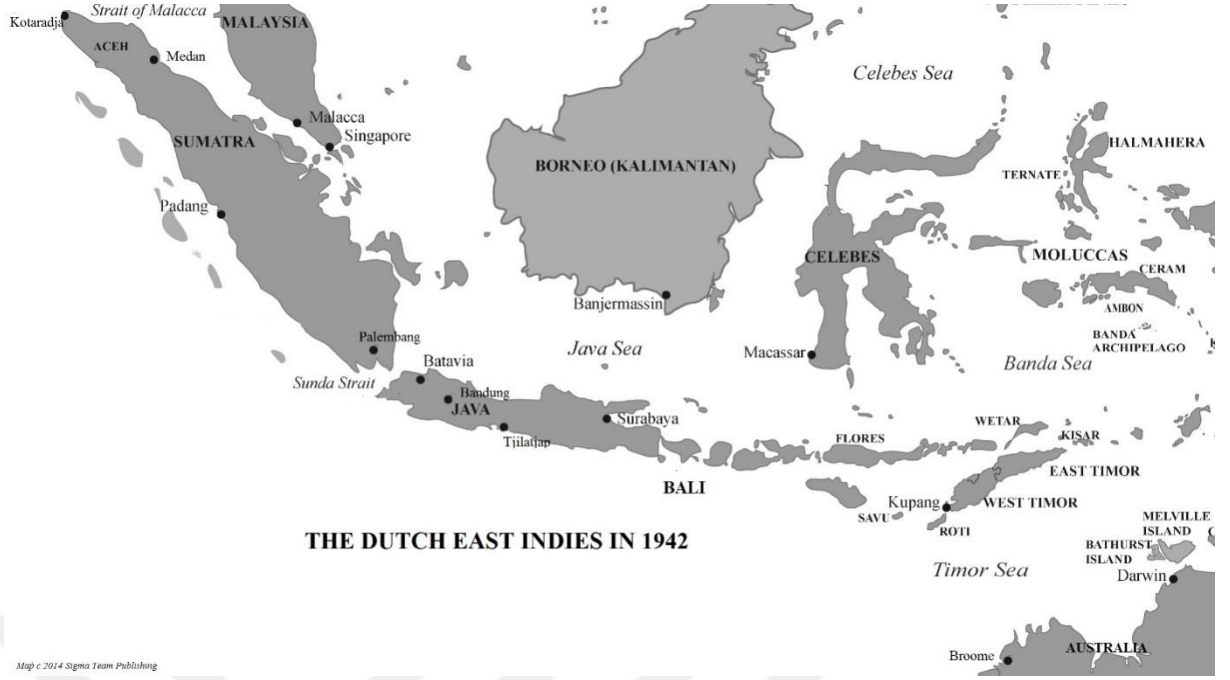 Strait of Malacca
Kotaradja
MALAYSIA
ACEH
Medan
Celebes Sea
Malacca
Singapore
SUMATRA
HALMAHERA
BORNEO (KALIMANTAN)
TERNATE
Padang
MOLUCCAS
CELEBES
CERAM
Banjermassin
AMBON
BANDA
ARCHIPELAGO
Palembang
Java Sea
Macassar
Banda Sea
Batavia
Sunda Strait
Bandung
JAVA
Surabaya
WETAR
Tjilatjap
FLORES
KISAR
EAST TIMOR
BALI
Kupang
WEST TIMOR
SAVU
ROTI
MELVILLE
ISLAND
THE DUTCH EAST INDIES IN 1942
BATHURST
ISLAND
Timor Sea
Darwin
AUSTRALIA
Broome
Map c 2014 Sigma Team Publishing